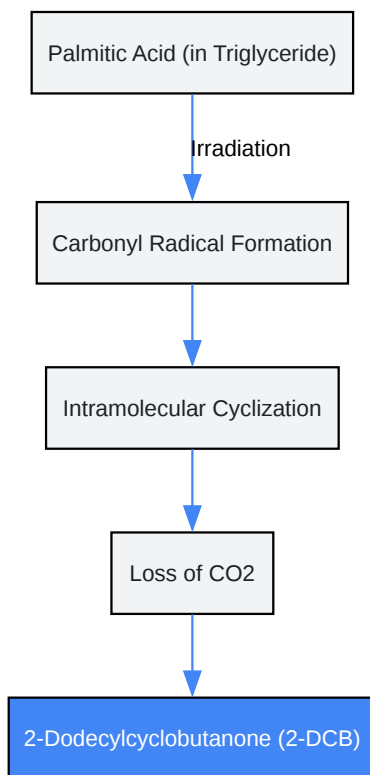 Palmitic Acid (in Triglyceride)
Irradiation
Carbonyl Radical Formation
Intramolecular Cyclization
Loss of CO2
2-Dodecylcyclobutanone (2-DCB)